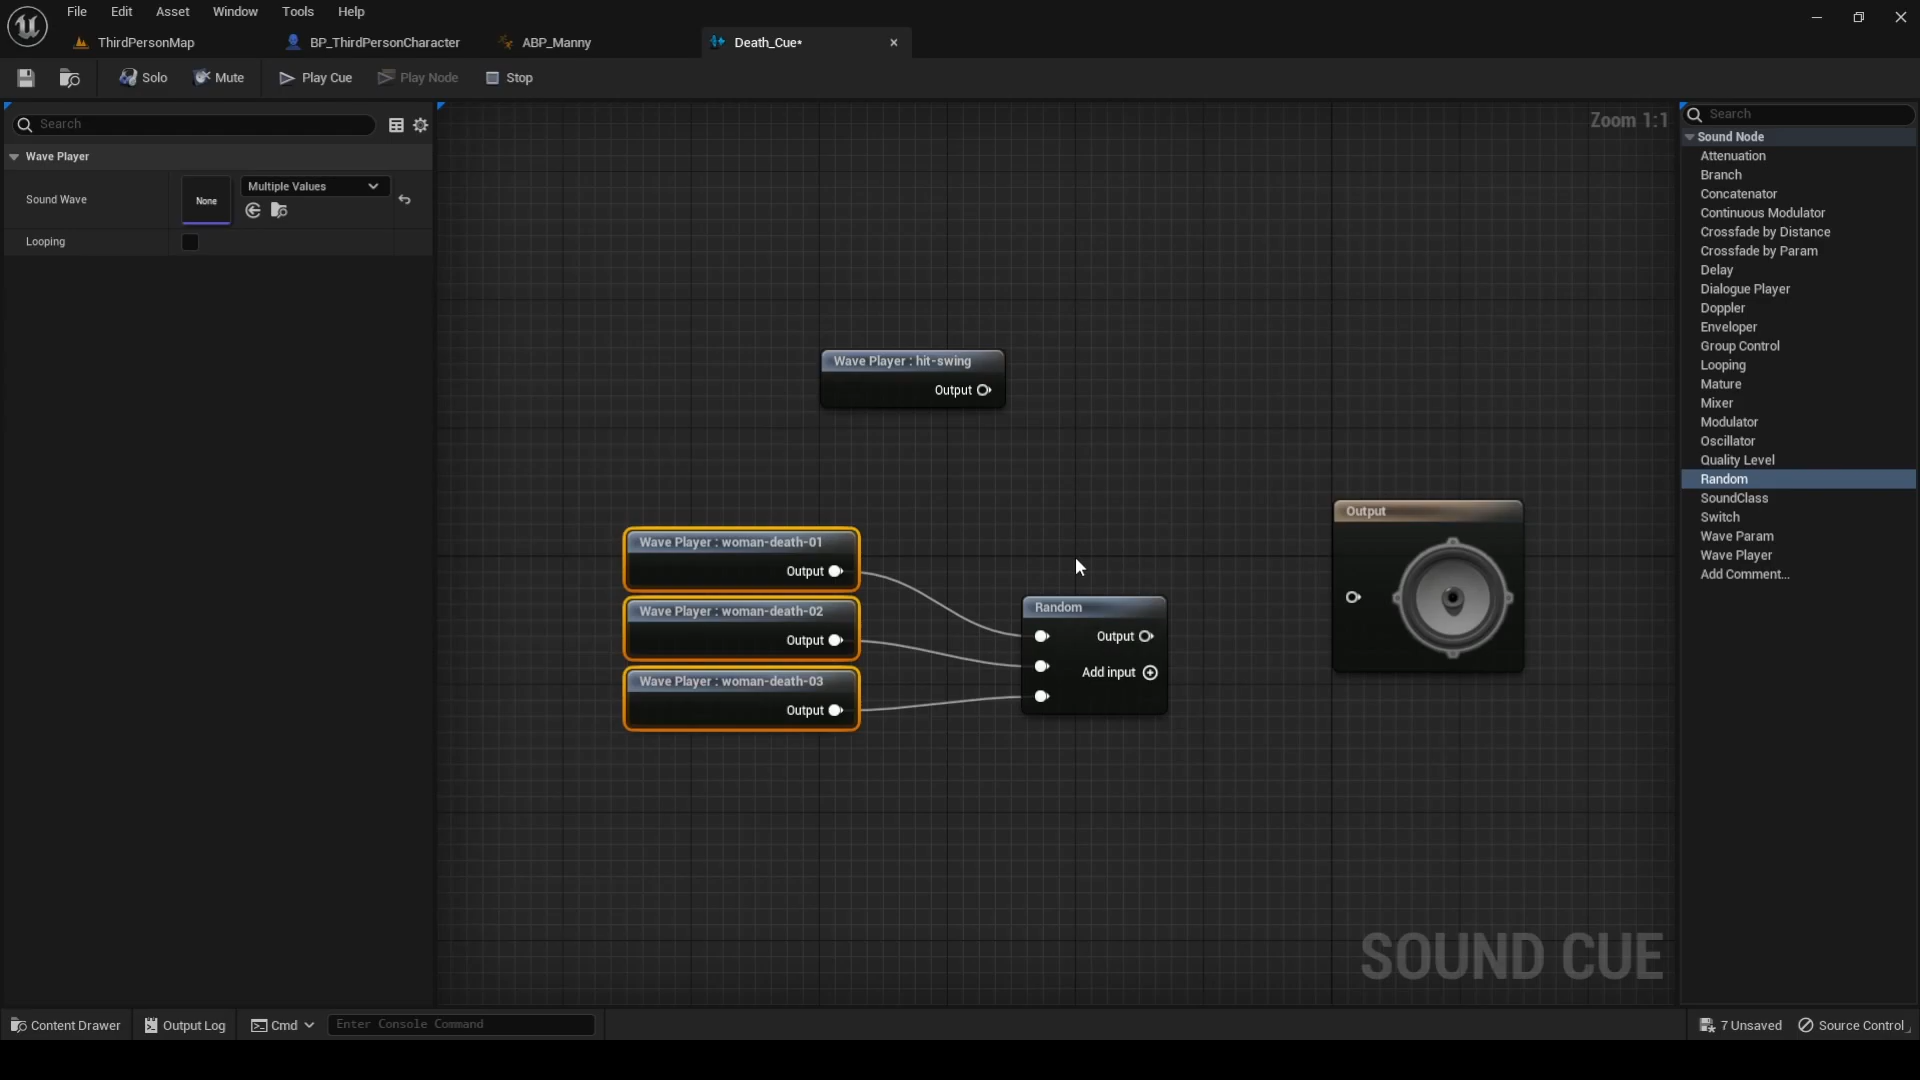 File Edit Asset Window Tools Help
ThirdPersonMap BP_ThirdPersonCharacter ABP_Manny Death_Cue*
Solo Mute Play Cue Play Node Stop
Search
Wave Player
Sound Wave None Multiple Values
Looping
Zoom 1:1
Wave Player : hit-swing
Output
Wave Player : woman-death-01
Output
Wave Player : woman-death-02
Output
Wave Player : woman-death-03
Output
Random
Output
Add input
Output
SOUND CUE
Search
Sound Node
Attenuation
Branch
Concatenator
Continuous Modulator
Crossfade by Distance
Crossfade by Param
Delay
Dialogue Player
Doppler
Enveloper
Group Control
Looping
Mature
Mixer
Modulator
Oscillator
Quality Level
Random
SoundClass
Switch
Wave Param
Wave Player
Add Comment...
Content Drawer Output Log Cmd Enter Console Command 7 Unsaved Source Control